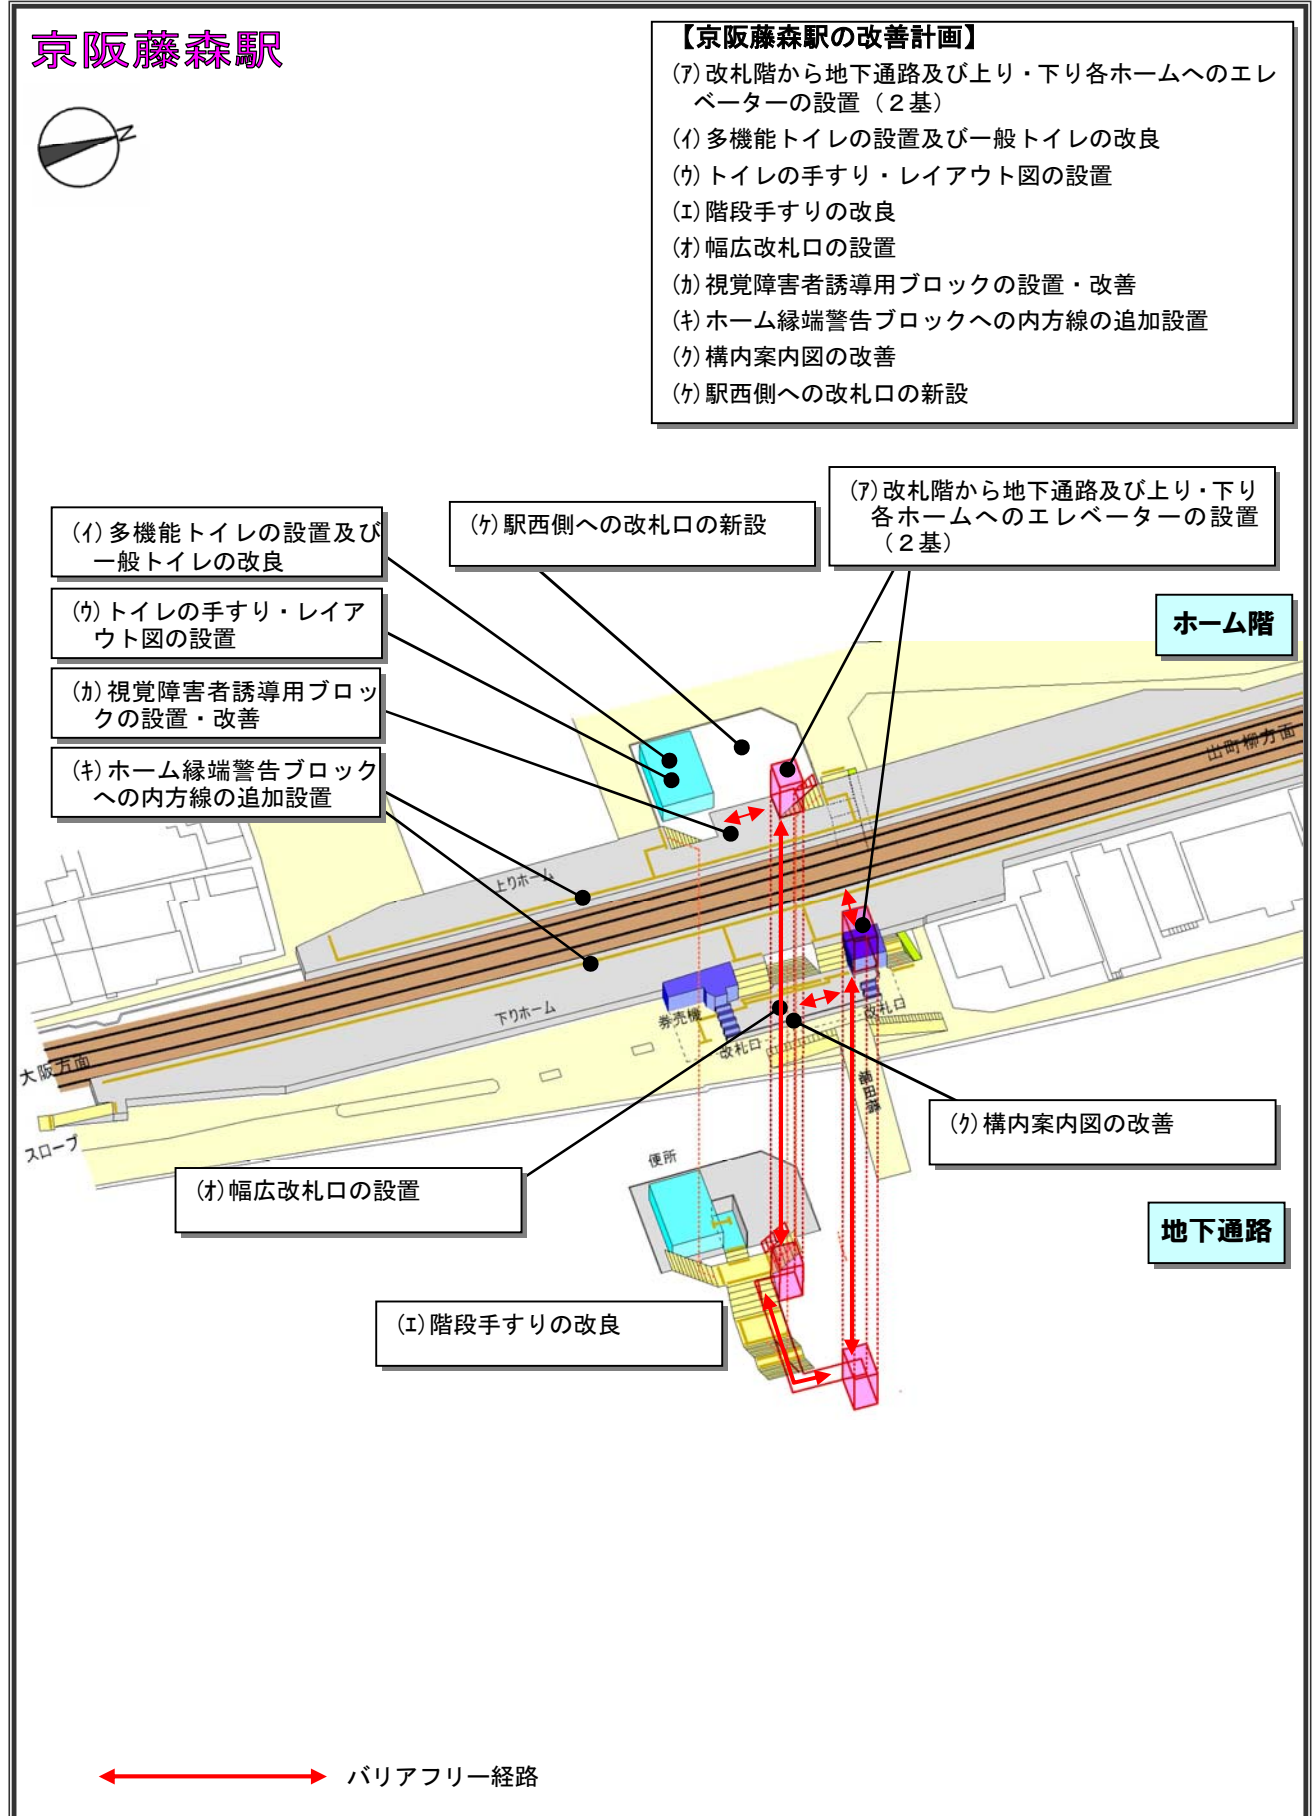 京阪藤森駅
N
【京阪藤森駅の改善計画】
(ｱ)改札階から地下通路及び上り・下り各ホームへのエレ
ベーターの設置（２基）
(ｲ)多機能トイレの設置及び一般トイレの改良
(ｳ)トイレの手すり・レイアウト図の設置
(ｴ)階段手すりの改良
(ｵ)幅広改札口の設置
(ｶ)視覚障害者誘導用ブロックの設置・改善
(ｷ)ホーム縁端警告ブロックへの内方線の追加設置
(ｸ)構内案内図の改善
(ｹ)駅西側への改札口の新設
(ｱ)改札階から地下通路及び上り・下り
各ホームへのエレベーターの設置
（２基）
(ｹ)駅西側への改札口の新設
(ｲ)多機能トイレの設置及び
一般トイレの改良
(ｳ)トイレの手すり・レイア
ウト図の設置
(ｶ)視覚障害者誘導用ブロッ
クの設置・改善
(ｷ)ホーム縁端警告ブロック
への内方線の追加設置
ホーム階
出町柳方面
上りホーム
下りホーム
券売機
改札口
改札口
大阪方面
スロープ
堀田橋
(ｸ)構内案内図の改善
(ｵ)幅広改札口の設置
便所
地下通路
(ｴ)階段手すりの改良
バリアフリー経路